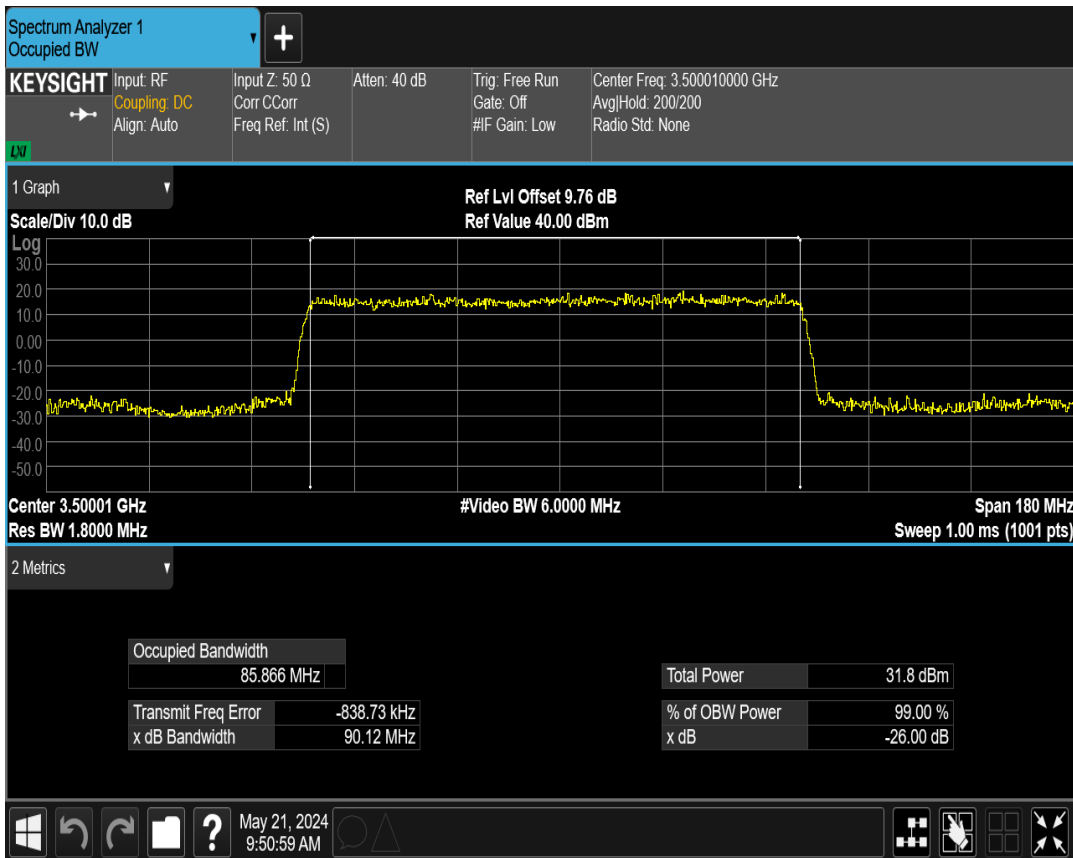 Spectrum Analyzer 1
Occupied BW
+
KEYSIGHT
Input: RF
Coupling: DC
Align: Auto
Input Z: 50 Ω
Corr CCorr
Freq Ref: Int (S)
Atten: 40 dB
Trig: Free Run
Gate: Off
#IF Gain: Low
Center Freq: 3.500010000 GHz
Avg|Hold: 200/200
Radio Std: None
LXI
1 Graph
Scale/Div 10.0 dB
Ref Lvl Offset 9.76 dB
Ref Value 40.00 dBm
Log
30.0
20.0
10.0
0.00
-10.0
-20.0
-30.0
-40.0
-50.0
Center 3.50001 GHz
Res BW 1.8000 MHz
#Video BW 6.0000 MHz
Span 180 MHz
Sweep 1.00 ms (1001 pts)
2 Metrics
Occupied Bandwidth
85.866 MHz
Transmit Freq Error -838.73 kHz
x dB Bandwidth 90.12 MHz
Total Power 31.8 dBm
% of OBW Power 99.00 %
x dB -26.00 dB
?
May 21, 2024
9:50:59 AM